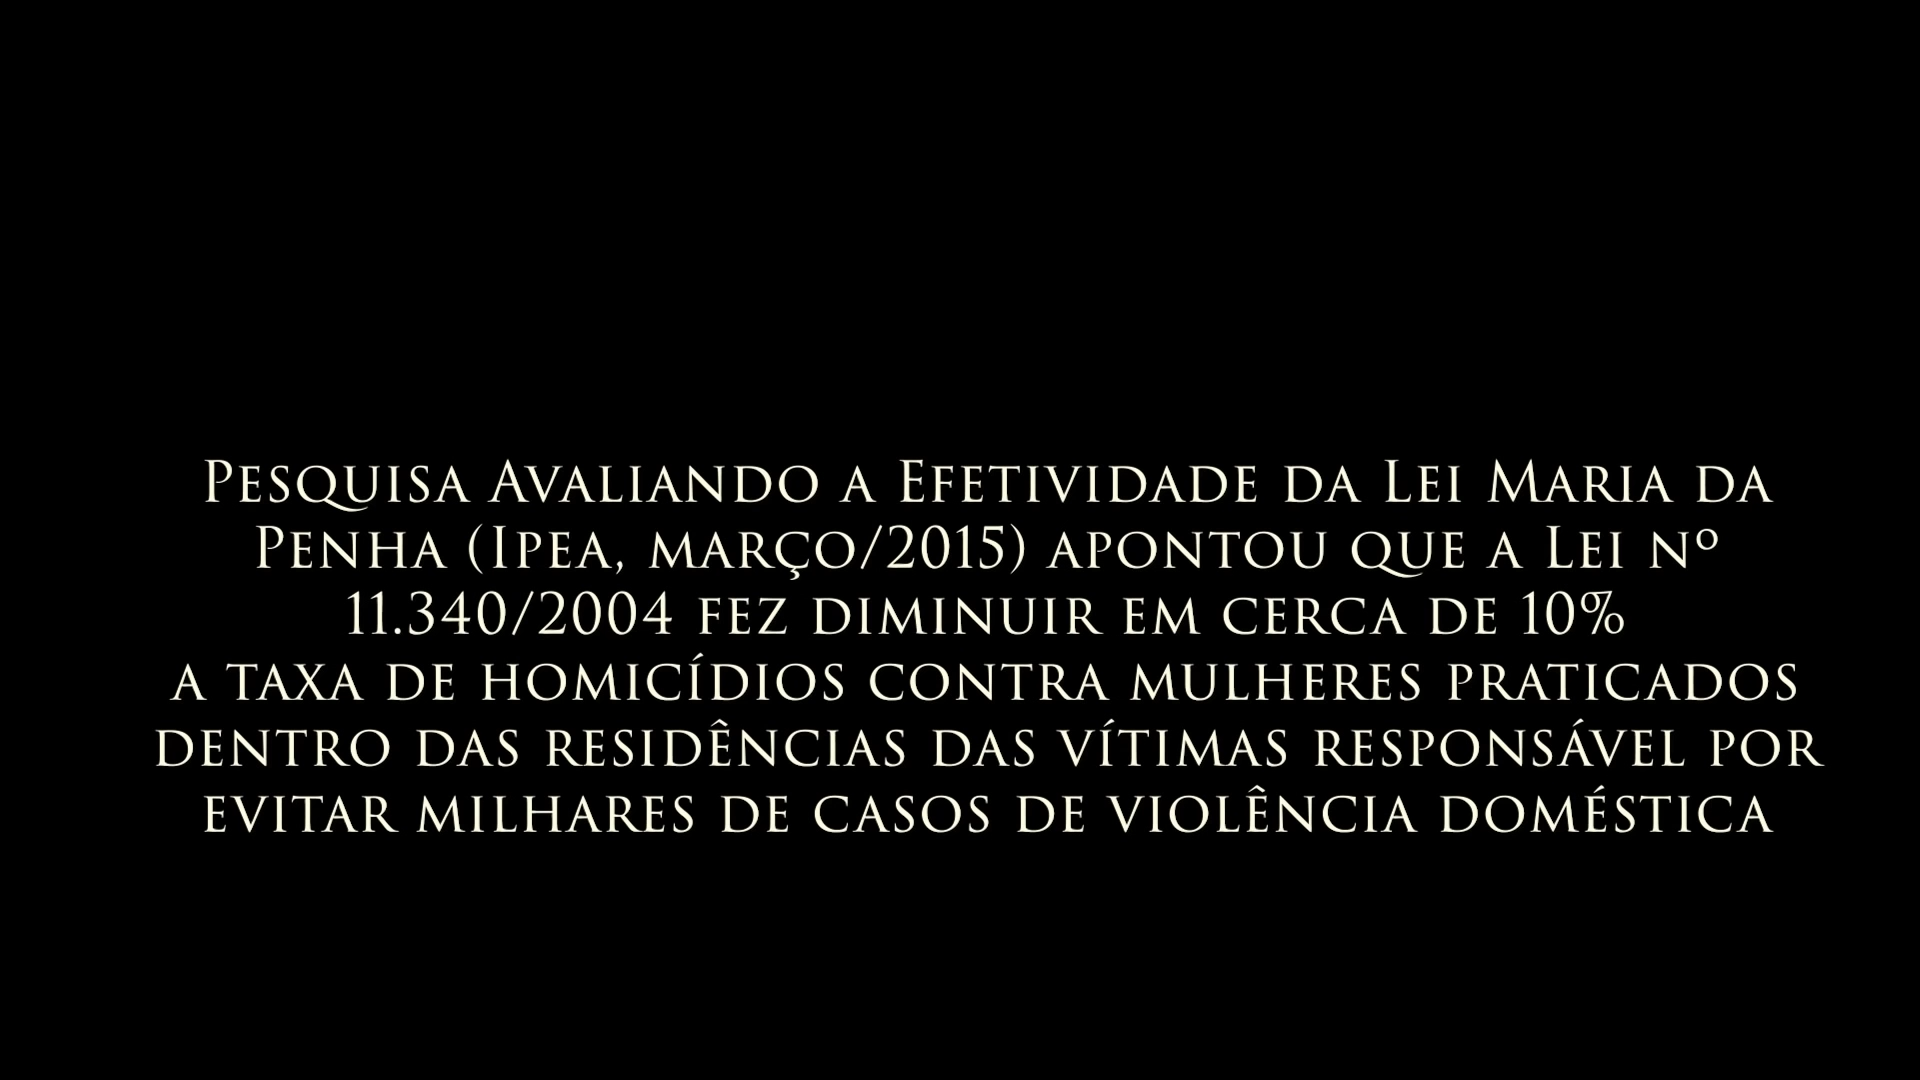 Pesquisa Avaliando a Efetividade da Lei Maria da
Penha (Ipea, março/2015) apontou que a Lei nº
11.340/2004 fez diminuir em cerca de 10%
a taxa de homicídios contra mulheres praticados
dentro das residências das vítimas responsável por
evitar milhares de casos de violência doméstica